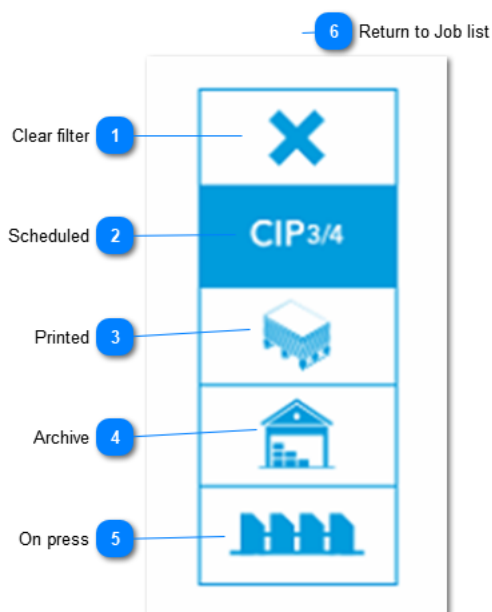 6 Return to Job list
Clear filter 1
Scheduled 2 CIP3/4
Printed 3
Archive 4
On press 5